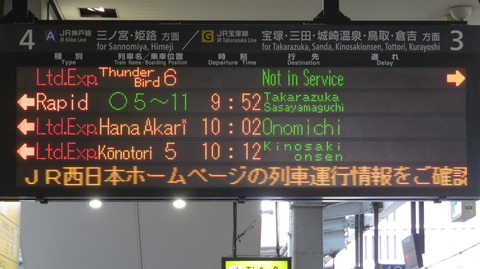 4 A JR神戸線 三ノ宮・姫路 方面 G JR宝塚線 宝塚・三田・城崎温泉・鳥取・倉吉 方面 3
JR Kōbe Line for Sannomiya, Himeji JR Takarazuka Line for Takarazuka, Sanda, Kinosakionsen, Tottori, Kurayoshi
種別 列車名/乗車位置 時刻 行先 遅れ
Type Train Name/Boarding Position Departure Time Destination Delay
Ltd.Exp. Thunder Bird 6 Not in Service →
← Rapid ○5~11 9:52 Takarazuka Sasayamaguchi
← Ltd.Exp. Hana Akari 10:02 Onomichi
← Ltd.Exp. Kōnotori 5 10:12 Kinosaki onsen
JR西日本ホームページの列車運行情報をご確認